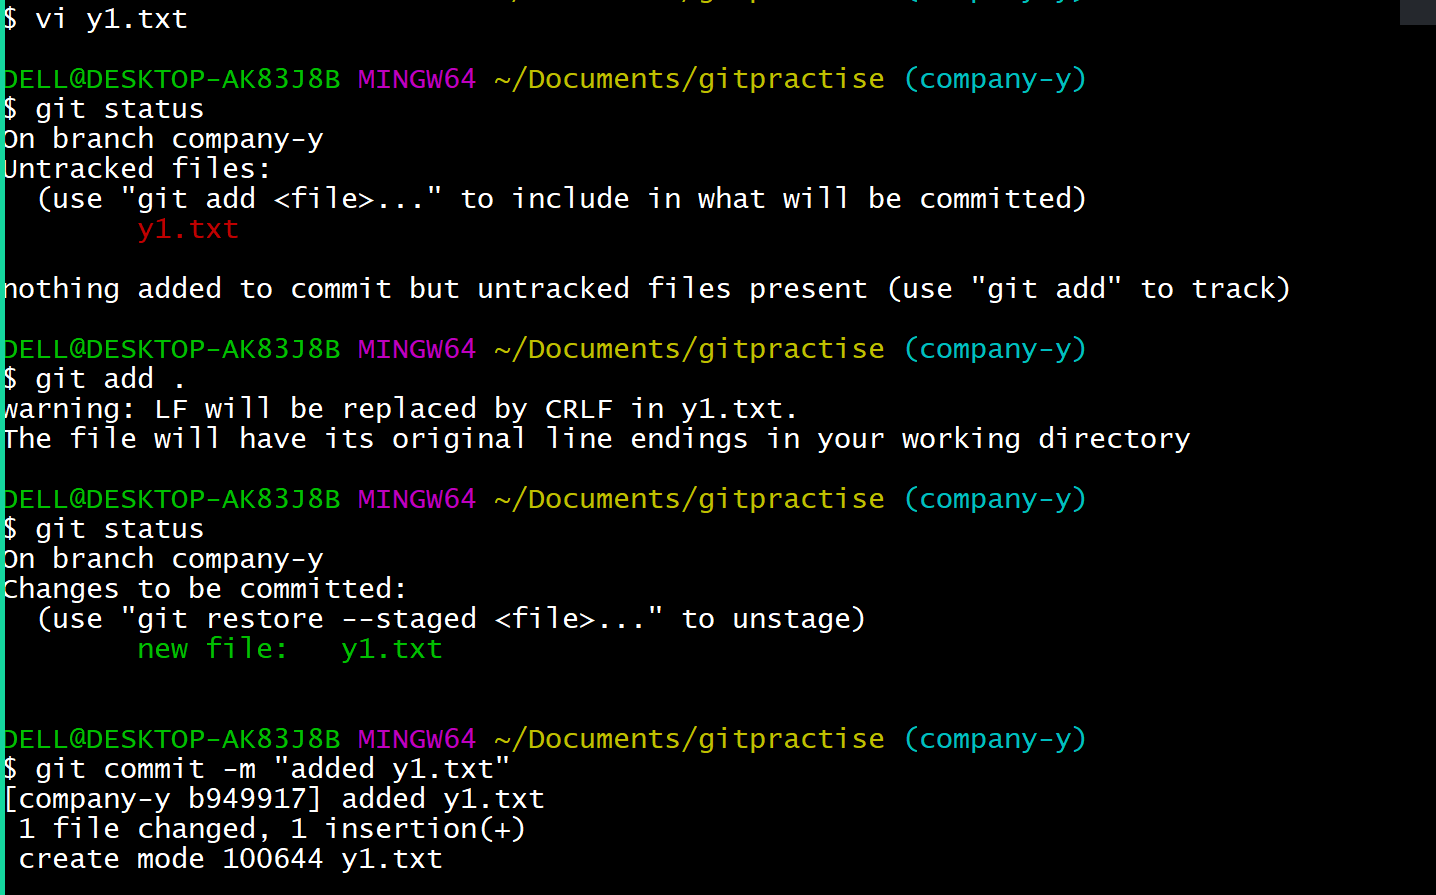 $ vi y1.txt
DELL@DESKTOP-AK83J8B MINGW64 ~/Documents/gitpractise (company-y)
$ git status
On branch company-y
Untracked files:
  (use "git add <file>..." to include in what will be committed)
        y1.txt
nothing added to commit but untracked files present (use "git add" to track)
DELL@DESKTOP-AK83J8B MINGW64 ~/Documents/gitpractise (company-y)
$ git add .
warning: LF will be replaced by CRLF in y1.txt.
The file will have its original line endings in your working directory
DELL@DESKTOP-AK83J8B MINGW64 ~/Documents/gitpractise (company-y)
$ git status
On branch company-y
Changes to be committed:
  (use "git restore --staged <file>..." to unstage)
        new file:   y1.txt
DELL@DESKTOP-AK83J8B MINGW64 ~/Documents/gitpractise (company-y)
$ git commit -m "added y1.txt"
[company-y b949917] added y1.txt
 1 file changed, 1 insertion(+)
 create mode 100644 y1.txt